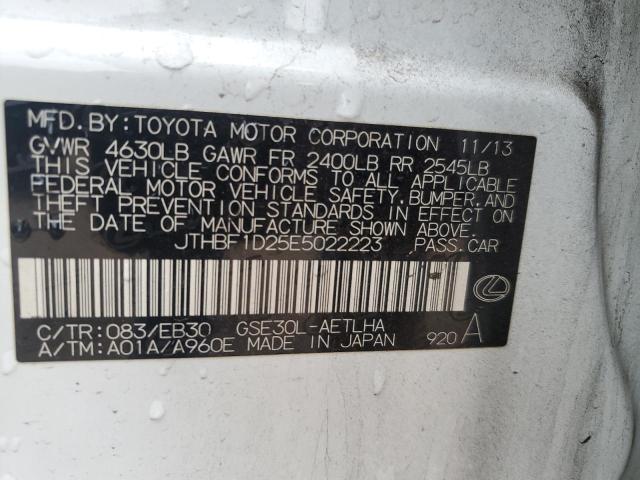 MFD.BY:TOYOTA MOTOR CORPORATION 11/13
GVWR 4630LB GAWR FR 2400LB RR 2545LB
THIS VEHICLE CONFORMS TO ALL APPLICABLE
FEDERAL MOTOR VEHICLE SAFETY,BUMPER,AND
THEFT PREVENTION STANDARDS IN EFFECT ON
THE DATE OF MANUFACTURE SHOWN ABOVE.
JTHBF1D25E5022223 PASS.CAR
C/TR:083/EB30 GSE30L-AETLHA
A/TM:A01A/A960E MADE IN JAPAN 920 A